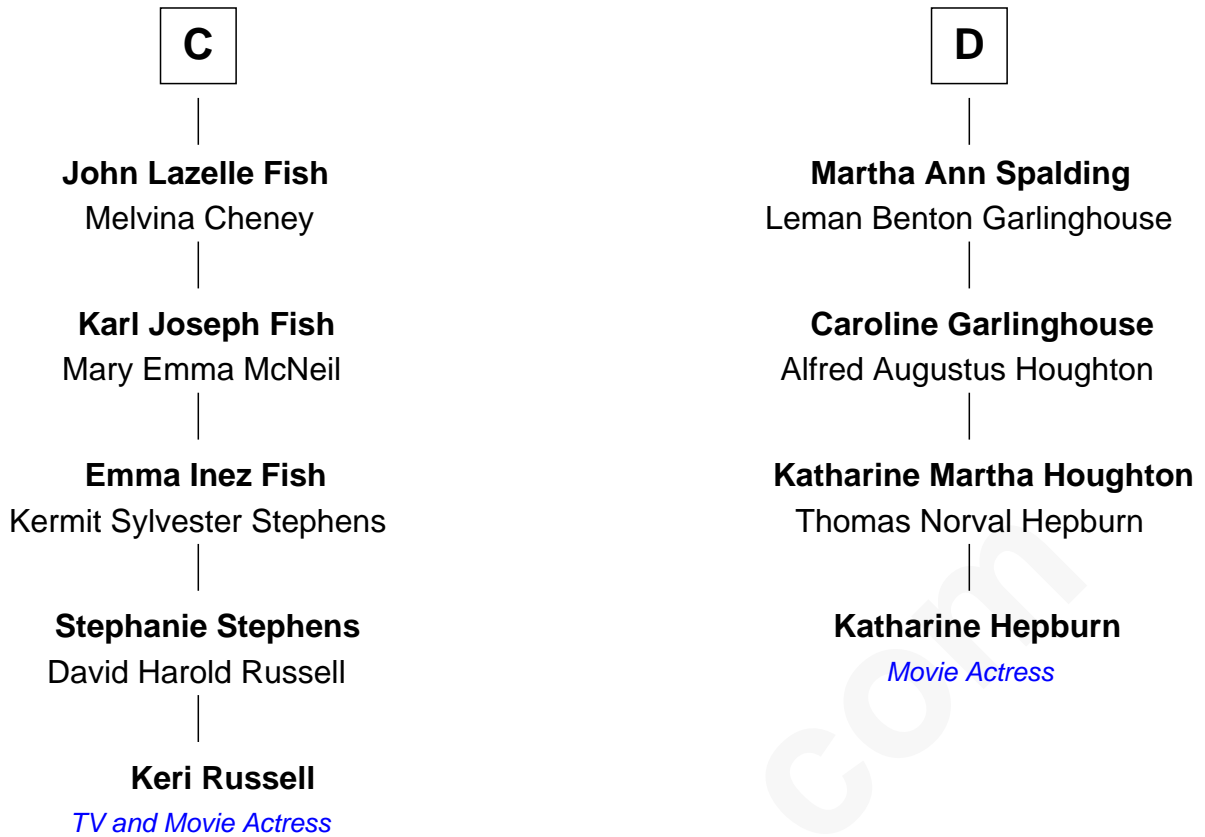 C
John Lazelle Fish
Melvina Cheney
Karl Joseph Fish
Mary Emma McNeil
Emma Inez Fish
Kermit Sylvester Stephens
Stephanie Stephens
David Harold Russell
Keri Russell
TV and Movie Actress
D
Martha Ann Spalding
Leman Benton Garlinghouse
Caroline Garlinghouse
Alfred Augustus Houghton
Katharine Martha Houghton
Thomas Norval Hepburn
Katharine Hepburn
Movie Actress
com